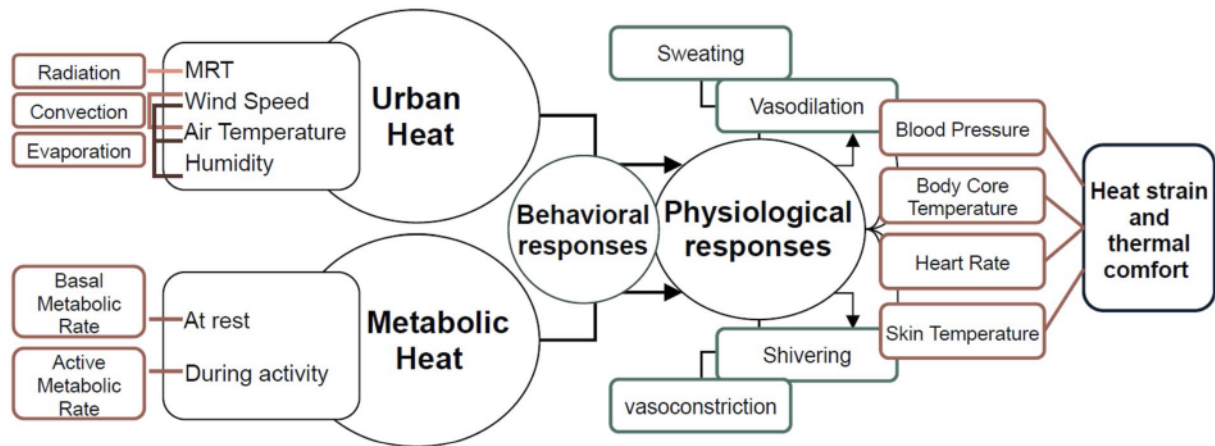 Radiation
Convection
Evaporation
MRT
Wind Speed
Air Temperature
Humidity
Urban
Heat
Basal
Metabolic
Rate
Active
Metabolic
Rate
At rest
During activity
Metabolic
Heat
Behavioral
responses
Physiological
responses
Sweating
Vasodilation
Shivering
vasoconstriction
Blood Pressure
Body Core
Temperature
Heart Rate
Skin Temperature
Heat strain
and
thermal
comfort